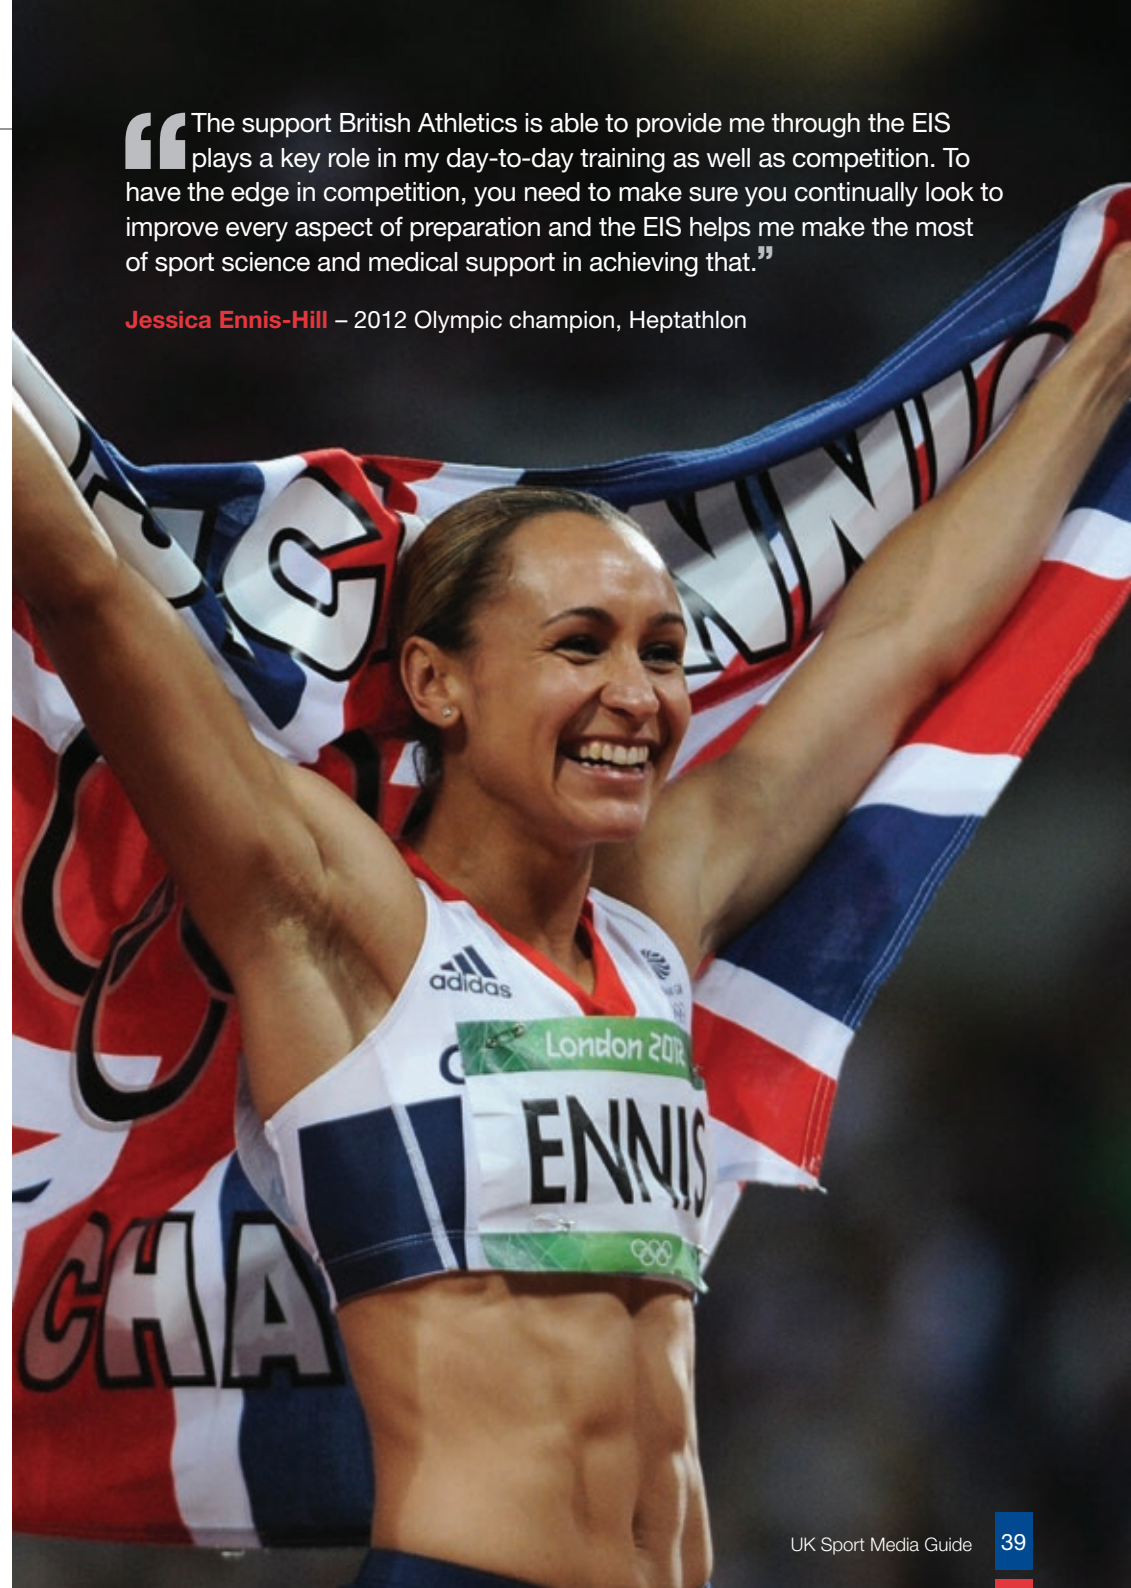 “The support British Athletics is able to provide me through the EIS
plays a key role in my day-to-day training as well as competition. To
have the edge in competition, you need to make sure you continually look to
improve every aspect of preparation and the EIS helps me make the most
of sport science and medical support in achieving that.”
Jessica Ennis-Hill – 2012 Olympic champion, Heptathlon
adidas
London 2012
ENNIS
CHA
UK Sport Media Guide 39